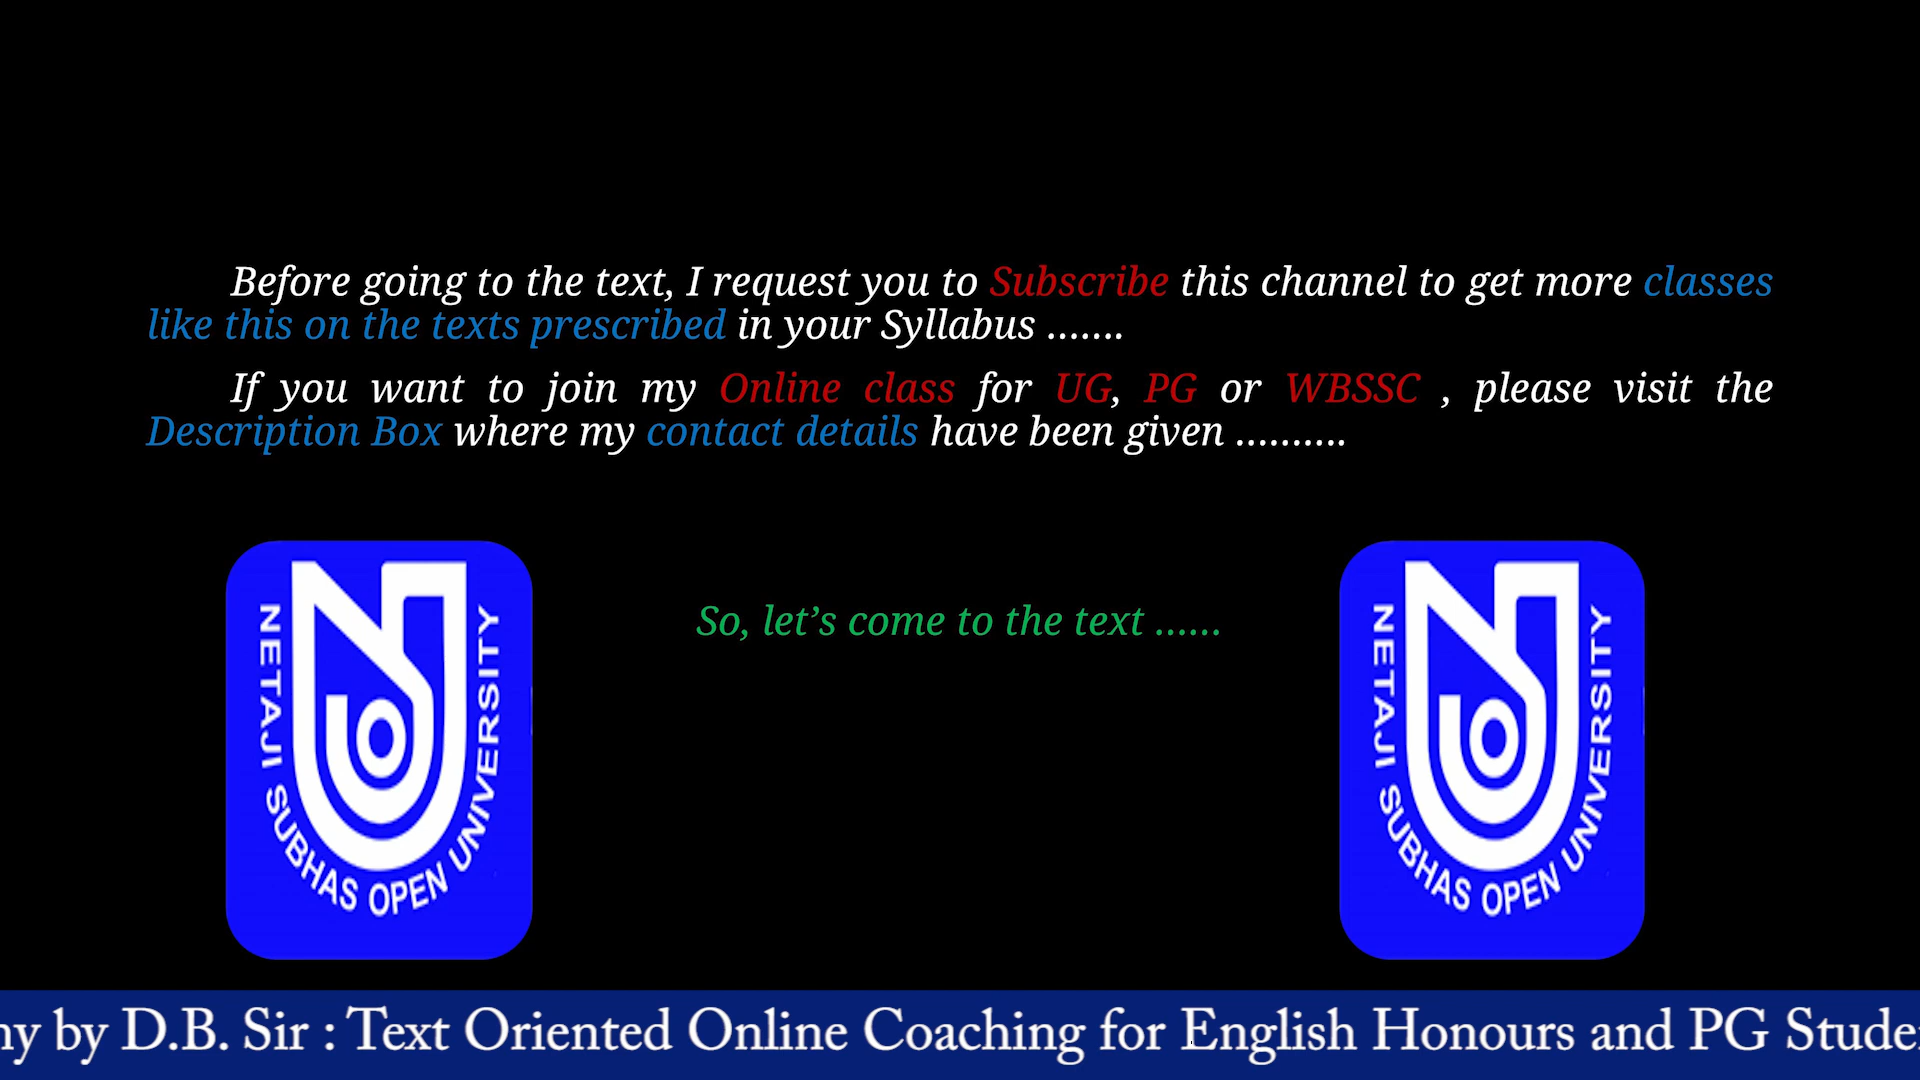 Before going to the text, I request you to Subscribe this channel to get more classes
like this on the texts prescribed in your Syllabus .......
If you want to join my Online class for UG, PG or WBSSC , please visit the
Description Box where my contact details have been given ..........
So, let’s come to the text ......
NETAJI SUBHAS OPEN UNIVERSITY
NETAJI SUBHAS OPEN UNIVERSITY
by D.B. Sir : Text Oriented Online Coaching for English Honours and PG